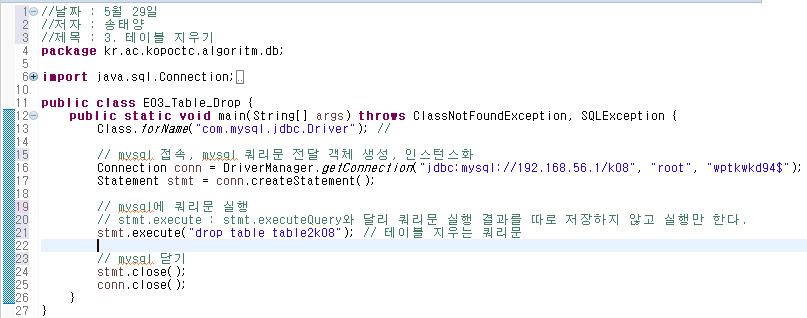 1 //날짜 : 5월 29일
2 //저자 : 송태양
3 //제목 : 3. 테이블 지우기
4 package kr.ac.kopoctc.algoritm.db;
5
6 import java.sql.Connection;
10
11 public class E03_Table_Drop {
12 public static void main(String[] args) throws ClassNotFoundException, SQLException {
13 Class.forName("com.mysql.jdbc.Driver"); //
14
15 // mysql 접속, mysql 쿼리문 전달 객체 생성, 인스턴스화
16 Connection conn = DriverManager.getConnection("jdbc:mysql://192.168.56.1/k08", "root", "wptkwkd94$");
17 Statement stmt = conn.createStatement();
18
19 // mysql에 쿼리문 실행
20 // stmt.execute : stmt.executeQuery와 달리 쿼리문 실행 결과를 따로 저장하지 않고 실행만 한다.
21 stmt.execute("drop table table2k08"); // 테이블 지우는 쿼리문
22
23 // mysql 닫기
24 stmt.close();
25 conn.close();
26 }
27 }